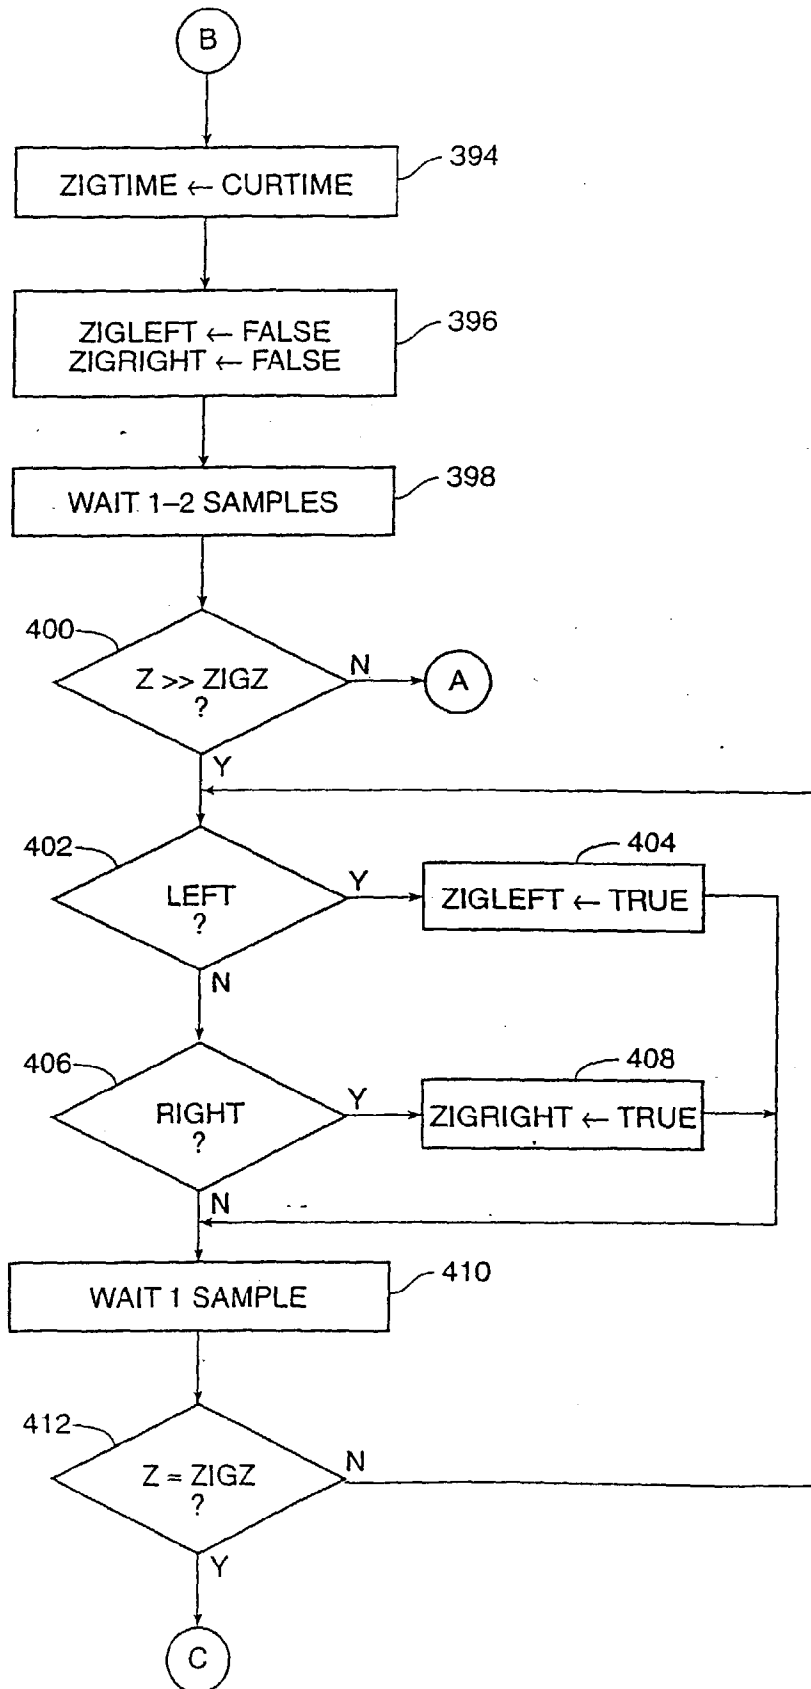 B
ZIGTIME ← CURTIME
394
ZIGLEFT ← FALSE
ZIGRIGHT ← FALSE
396
WAIT 1–2 SAMPLES
398
400
Z >> ZIGZ
?
N
A
Y
402
LEFT
?
Y
404
ZIGLEFT ← TRUE
N
406
RIGHT
?
Y
408
ZIGRIGHT ← TRUE
N
WAIT 1 SAMPLE
410
412
Z ≈ ZIGZ
?
N
Y
C